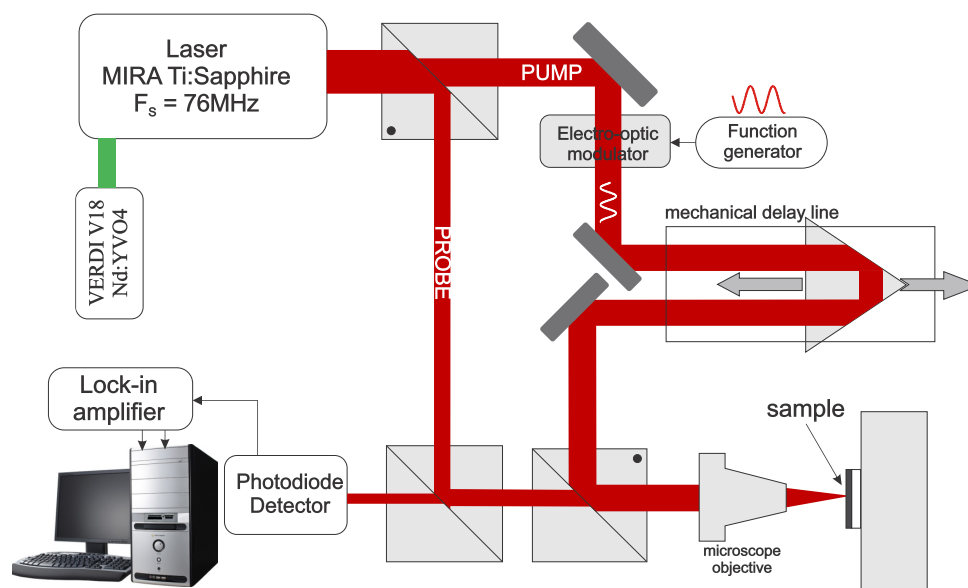 Laser
MIRA Ti:Sapphire
Fₛ = 76MHz
PUMP
Electro-optic
modulator
Function
generator
VERDI V18
Nd:YVO4
PROBE
mechanical delay line
Lock-in
amplifier
Photodiode
Detector
sample
microscope
objective